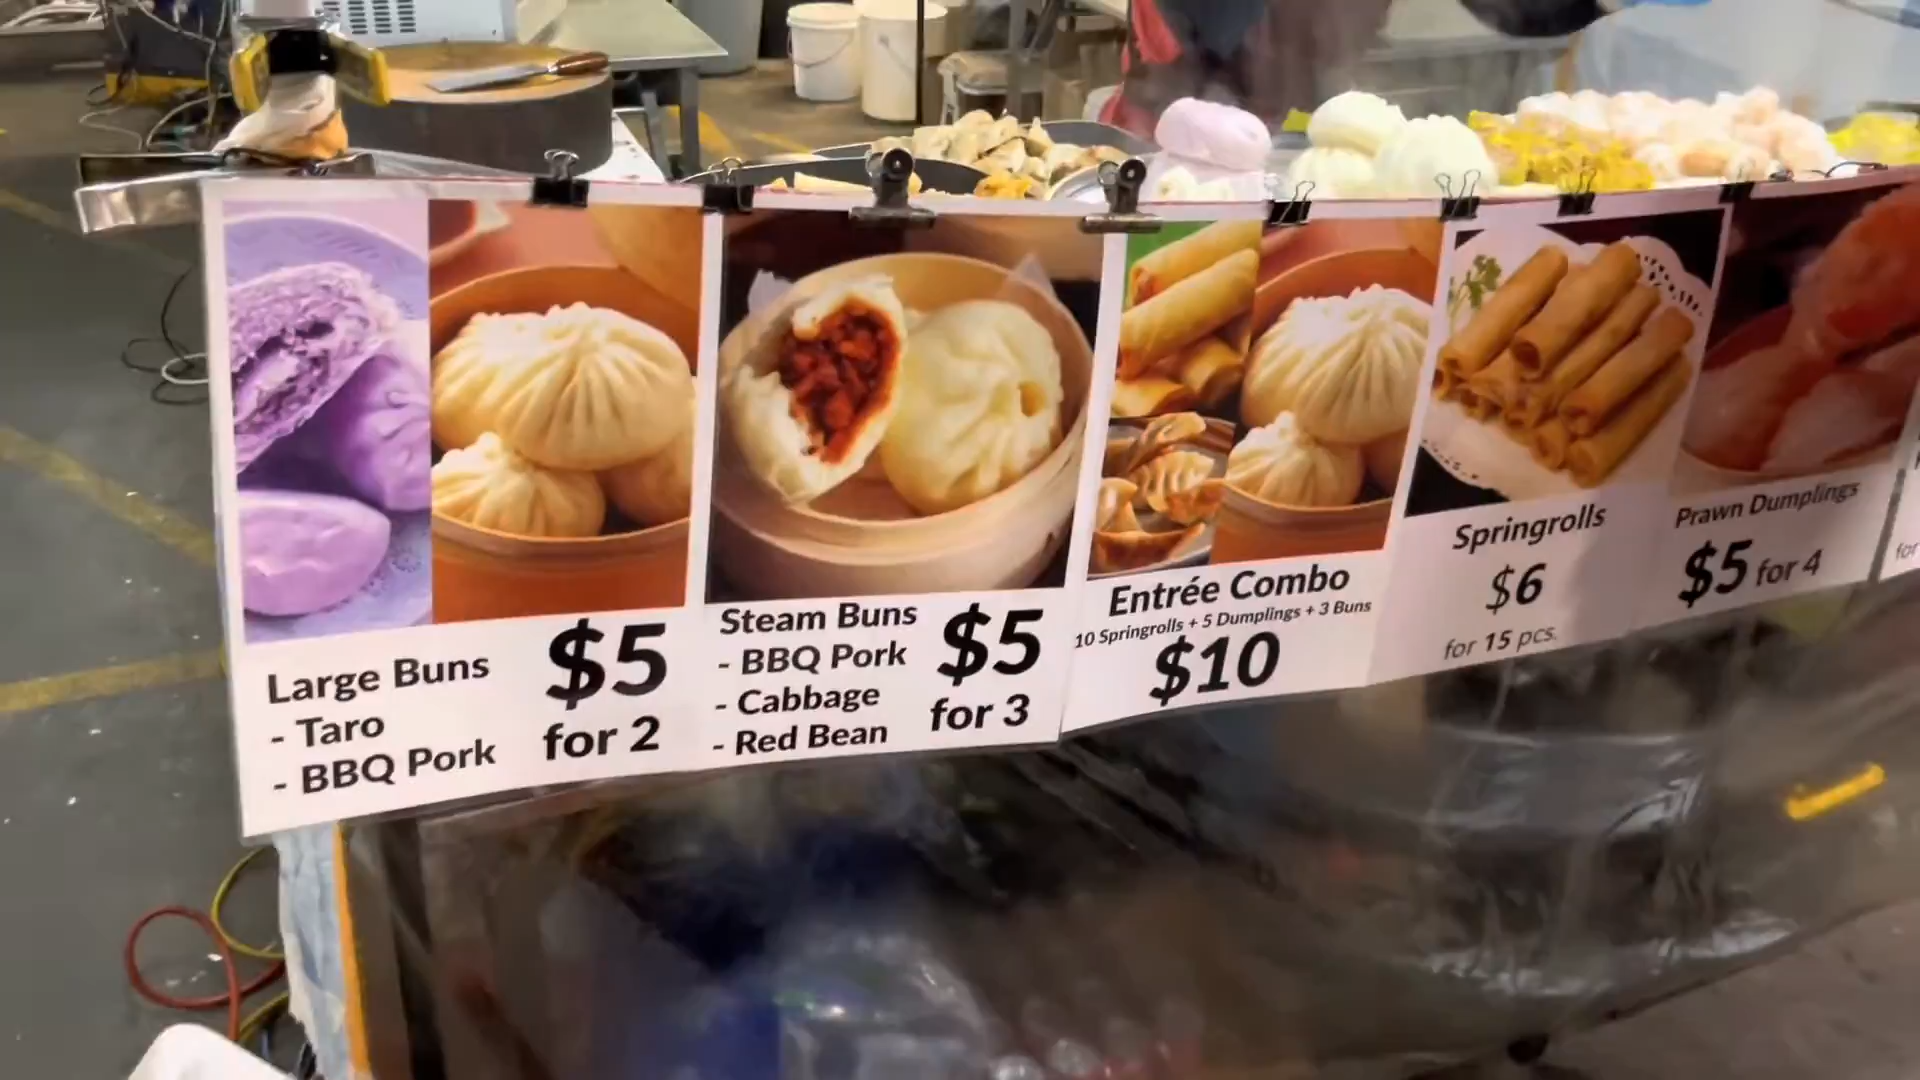 Large Buns
- Taro
- BBQ Pork
$5
for 2
Steam Buns
- BBQ Pork
- Cabbage
- Red Bean
$5
for 3
Entrée Combo
10 Springrolls + 5 Dumplings + 3 Buns
$10
Springrolls
$6
for 15 pcs.
Prawn Dumplings
$5 for 4
for